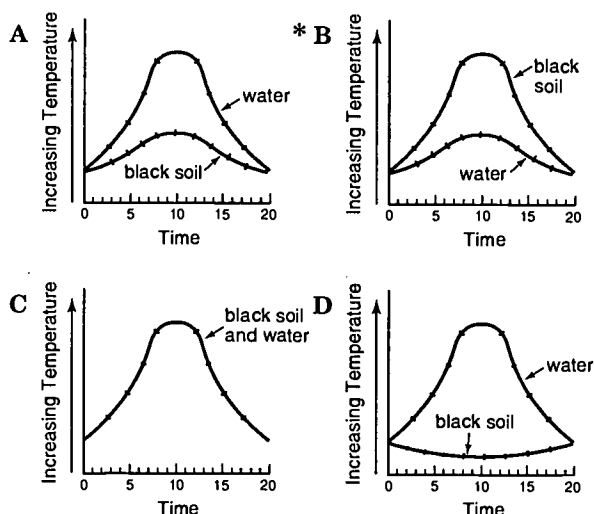 A
Increasing Temperature
water
black soil
0 5 10 15 20
Time
* B
Increasing Temperature
black
soil
water
0 5 10 15 20
Time
C
Increasing Temperature
black soil
and water
0 5 10 15 20
Time
D
Increasing Temperature
water
black soil
0 5 10 15 20
Time